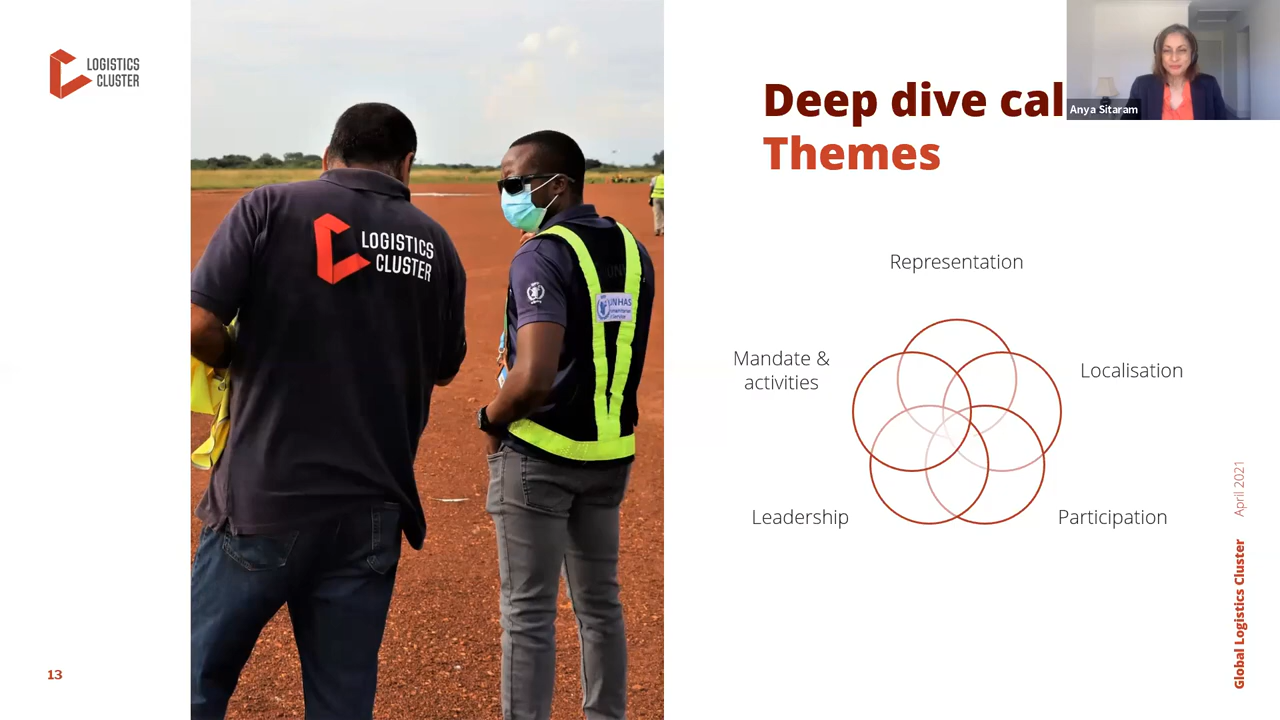 LOGISTICS
CLUSTER
Deep dive cal
Themes
Anya Sitaram
LOGISTICS
CLUSTER
UNHAS
Representation
Mandate &
activities
Localisation
Leadership
Participation
Global Logistics Cluster April 2021
13